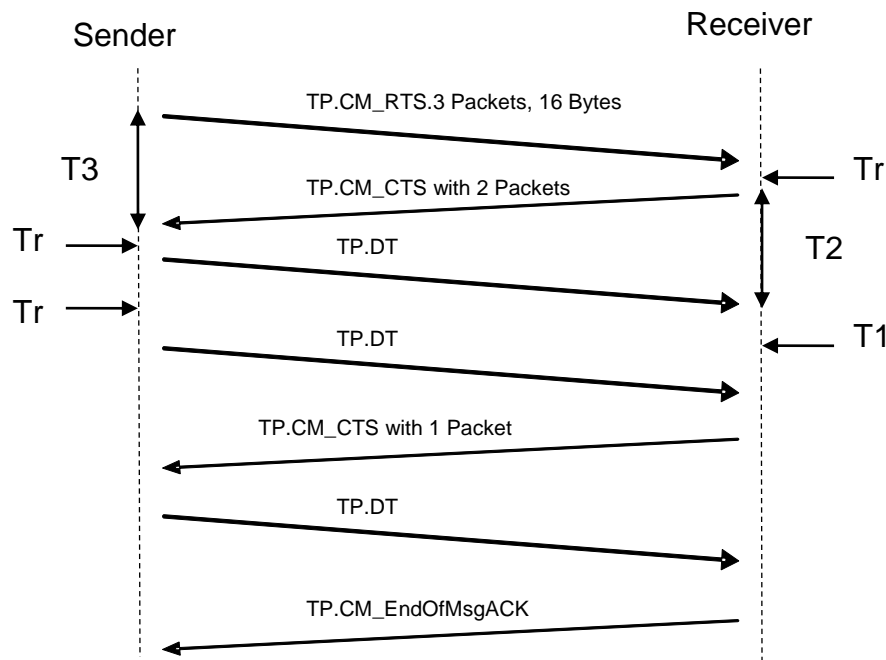 Sender
Receiver
TP.CM_RTS.3 Packets, 16 Bytes
T3
Tr
TP.CM_CTS with 2 Packets
Tr
TP.DT
T2
Tr
T1
TP.DT
TP.CM_CTS with 1 Packet
TP.DT
TP.CM_EndOfMsgACK